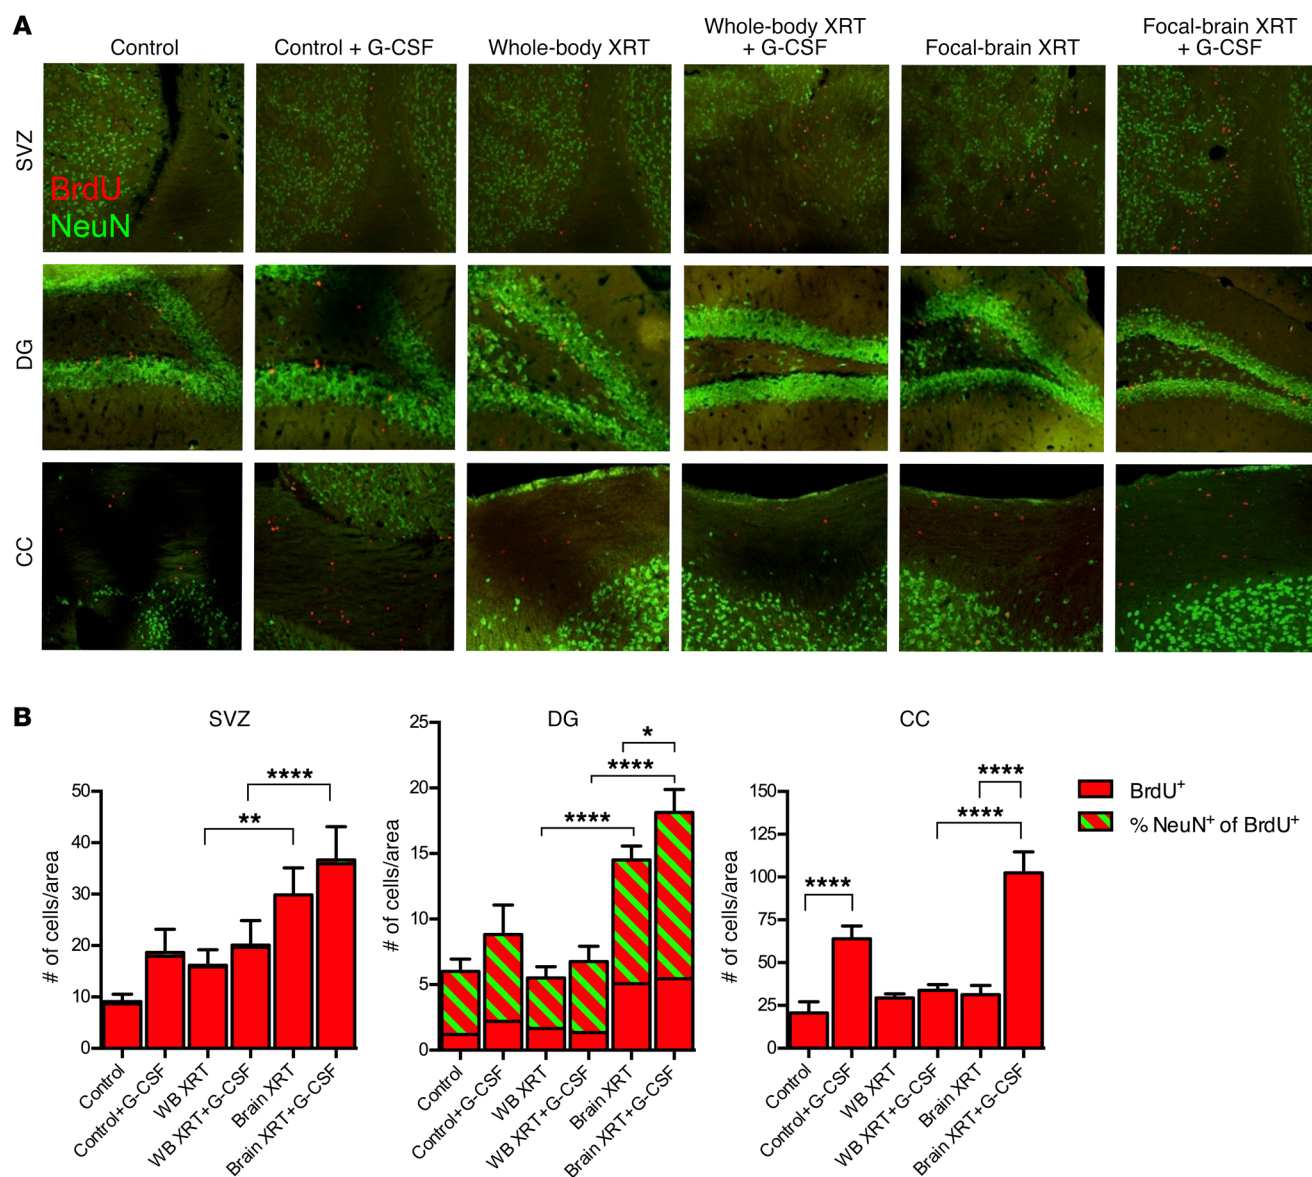 A
Control
Control + G-CSF
Whole-body XRT
Whole-body XRT
+ G-CSF
Focal-brain XRT
Focal-brain XRT
+ G-CSF
SVZ
BrdU
NeuN
DG
CC
B
SVZ
# of cells/area
50
40
30
20
10
0
**
****
Control
Control+G-CSF
WB XRT
WB XRT+G-CSF
Brain XRT
Brain XRT+G-CSF
DG
# of cells/area
25
20
15
10
5
0
****
****
*
Control
Control+G-CSF
WB XRT
WB XRT+G-CSF
Brain XRT
Brain XRT+G-CSF
CC
# of cells/area
150
125
100
75
50
25
0
****
****
****
Control
Control+G-CSF
WB XRT
WB XRT+G-CSF
Brain XRT
Brain XRT+G-CSF
BrdU⁺
% NeuN⁺ of BrdU⁺